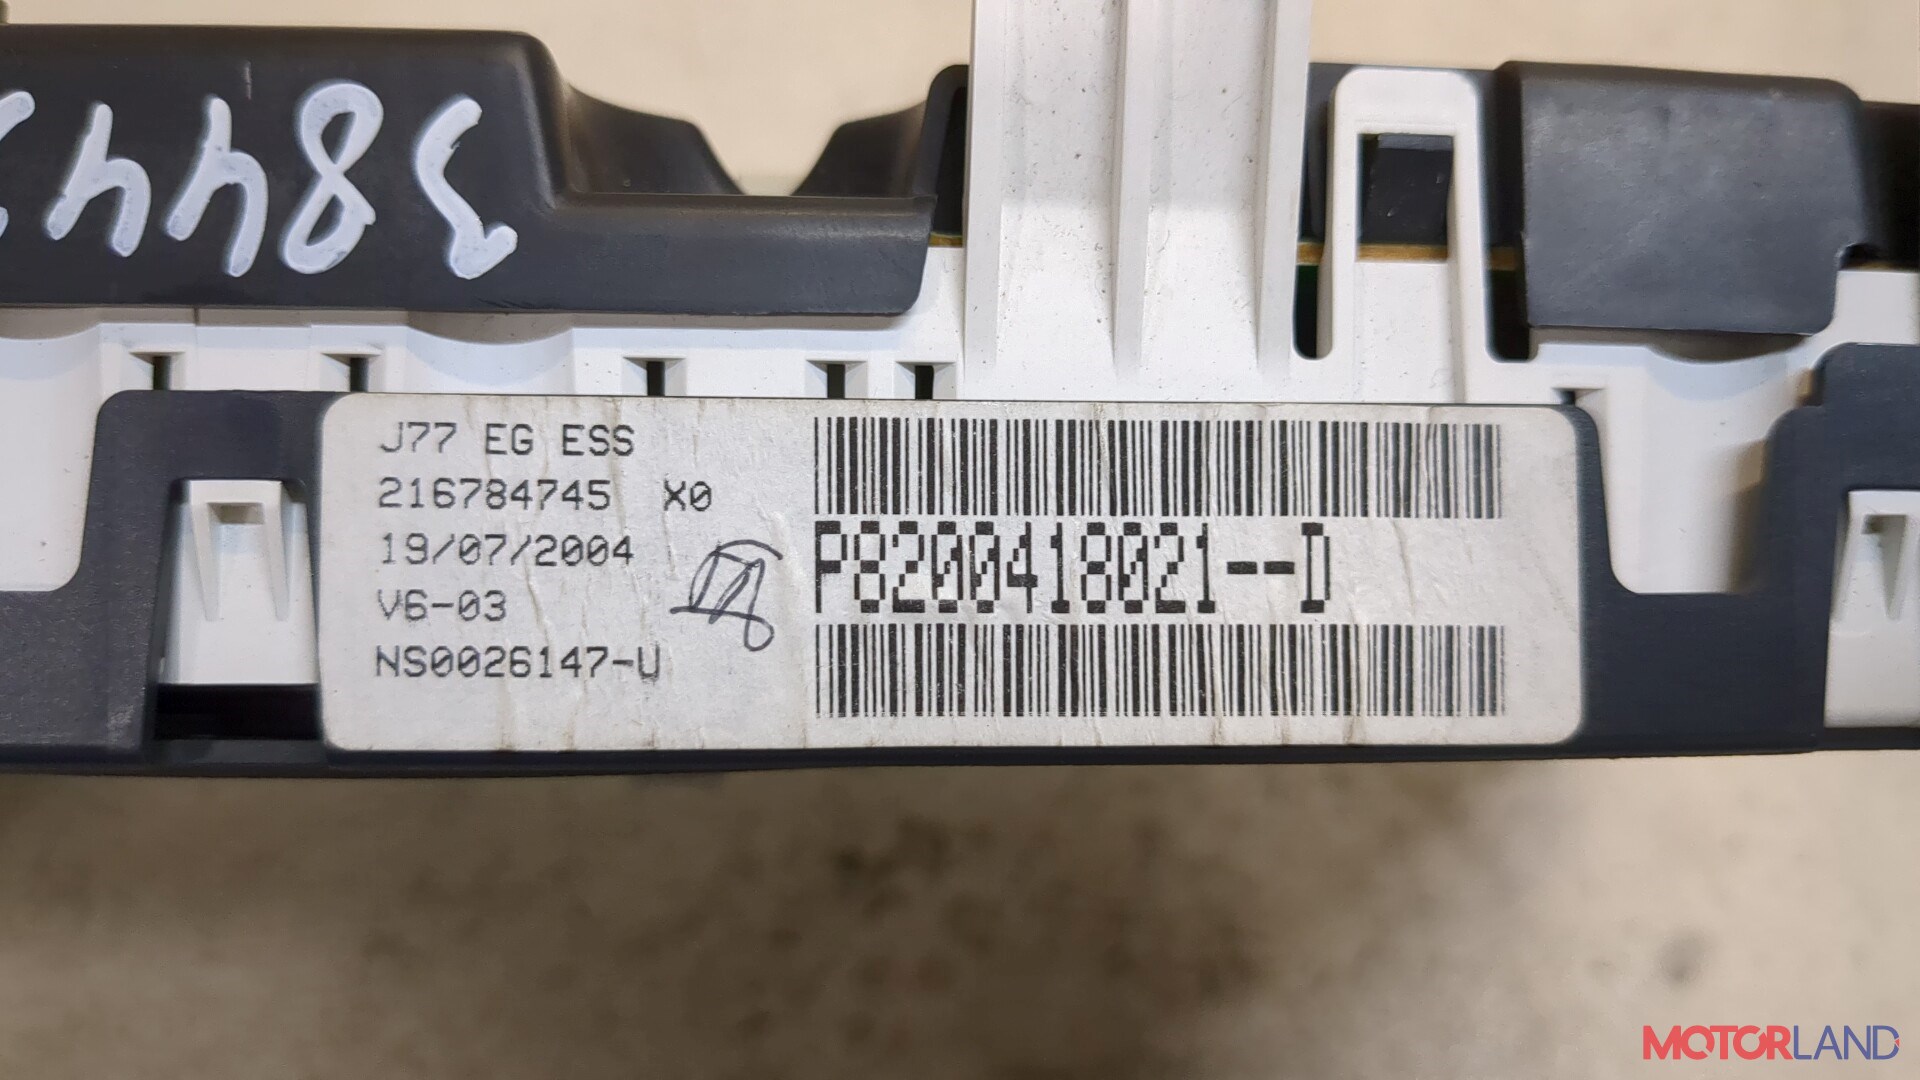 J77 EG ESS
216784745 X0
19/07/2004
V6-03
NS0026147-U
P8200418021--D
MOTORLAND